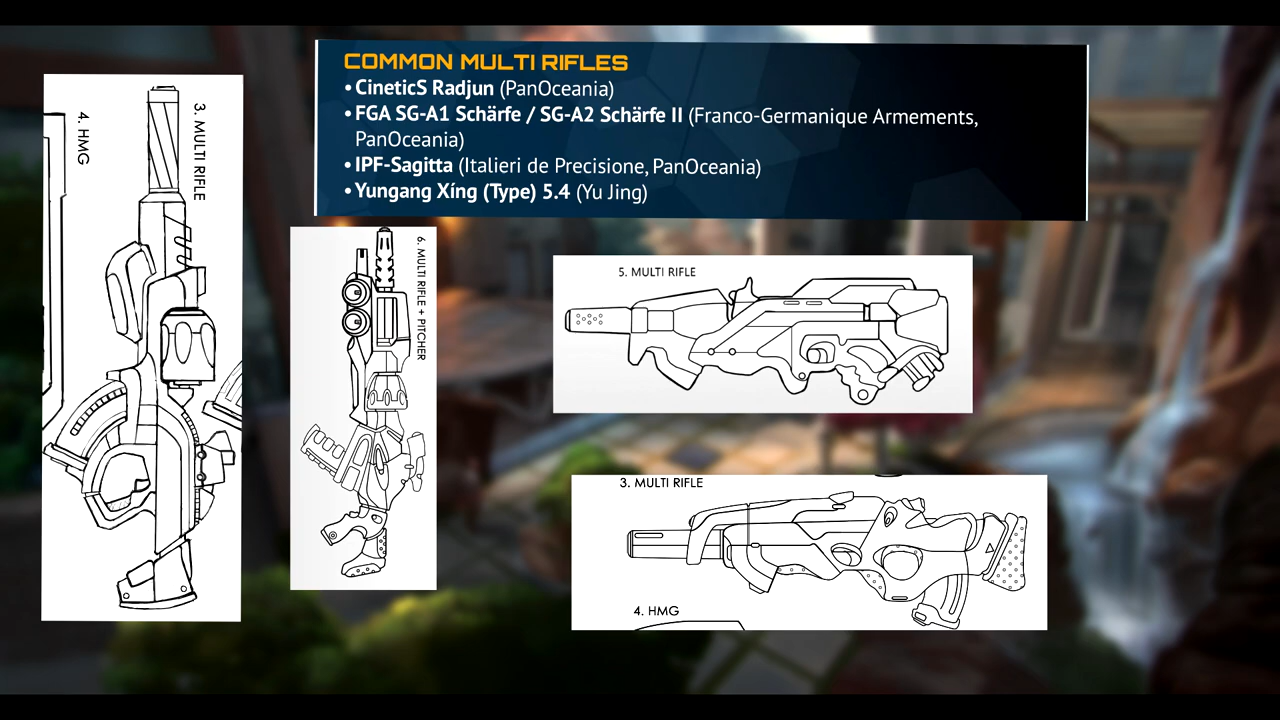 COMMON MULTI RIFLES
• CineticS Radjun (PanOceania)
• FGA SG-A1 Schärfe / SG-A2 Schärfe II (Franco-Germanique Armements,
PanOceania)
• IPF-Sagitta (Italieri de Precisione, PanOceania)
• Yungang Xíng (Type) 5.4 (Yu Jing)
3. MULTI RIFLE
4. HMG
6. MULTI RIFLE + PITCHER
5. MULTI RIFLE
3. MULTI RIFLE
4. HMG